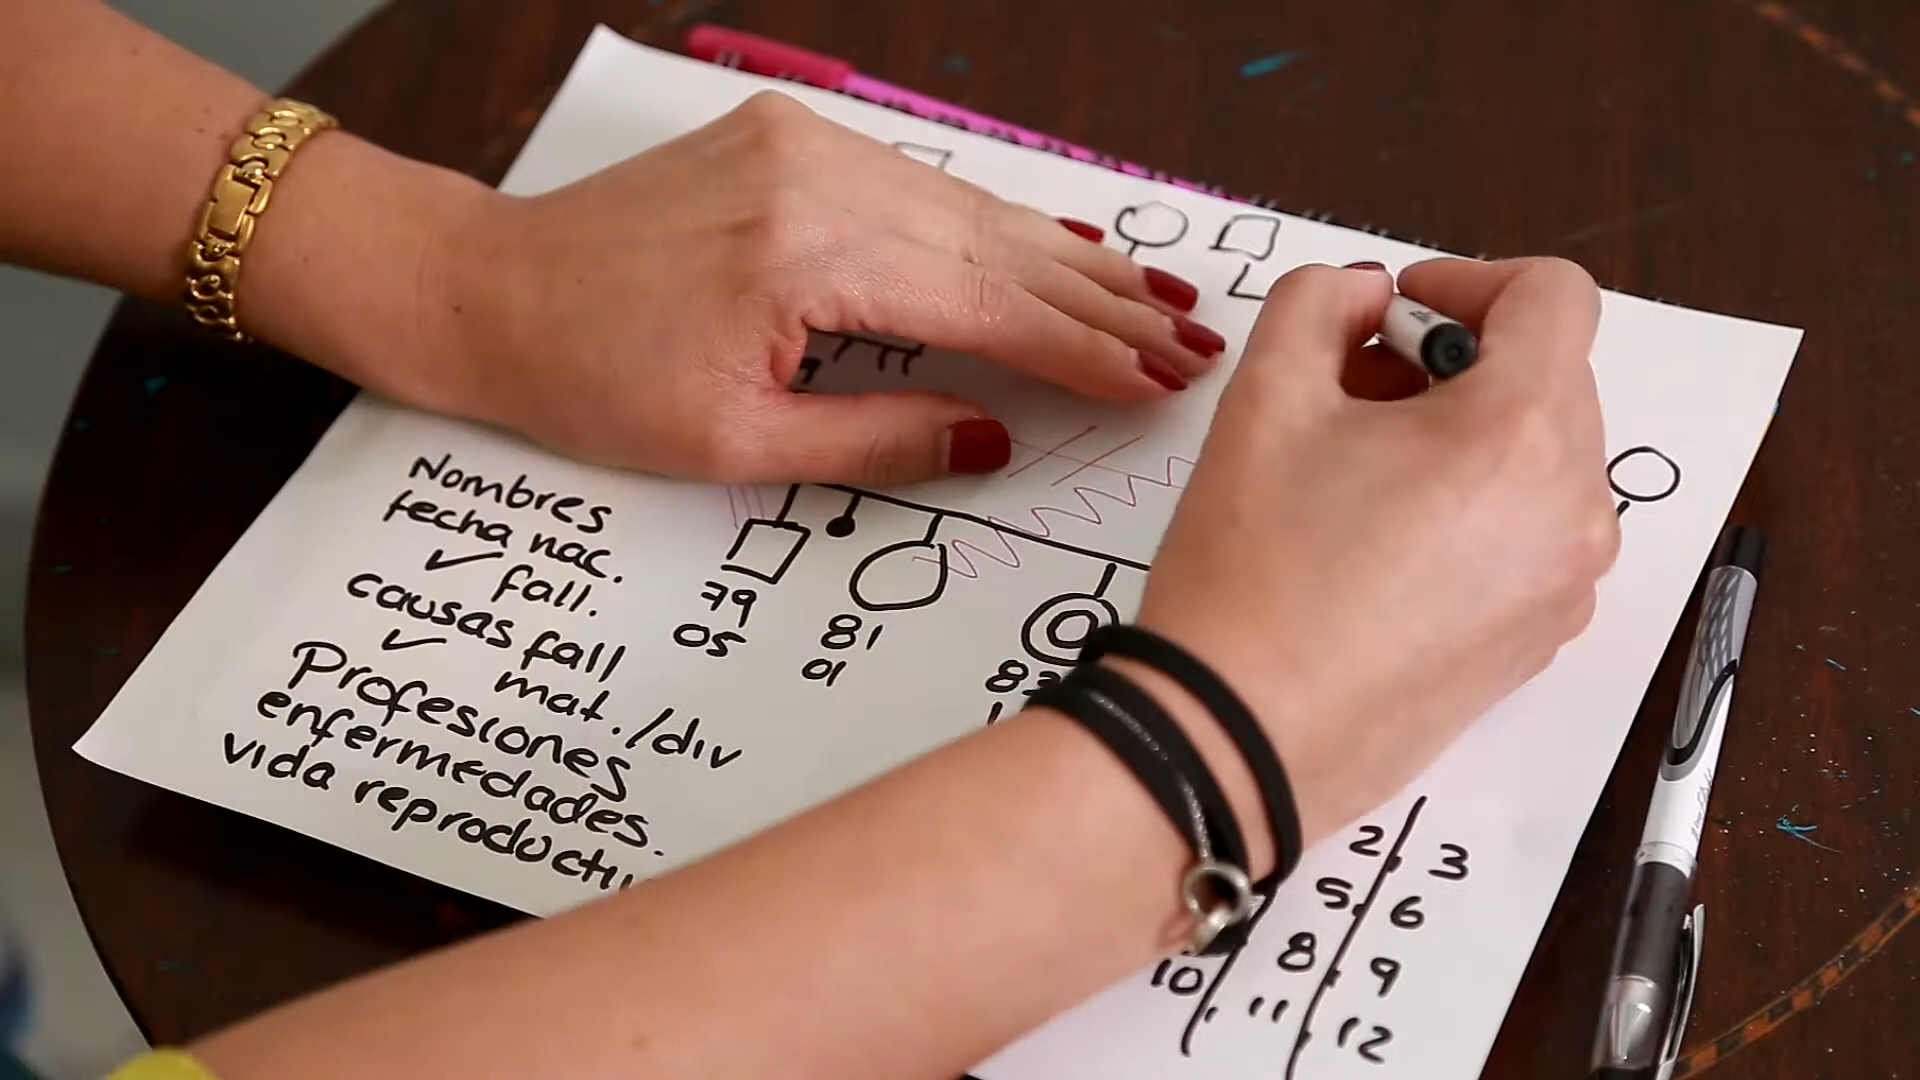 Nombres
fecha nac.
✓ fall.
causas fall
✓ mat./div
Profesiones
enfermedades.
vida reproducti
79
05
81
01
83
2 3
5 6
8 9
10 11 12